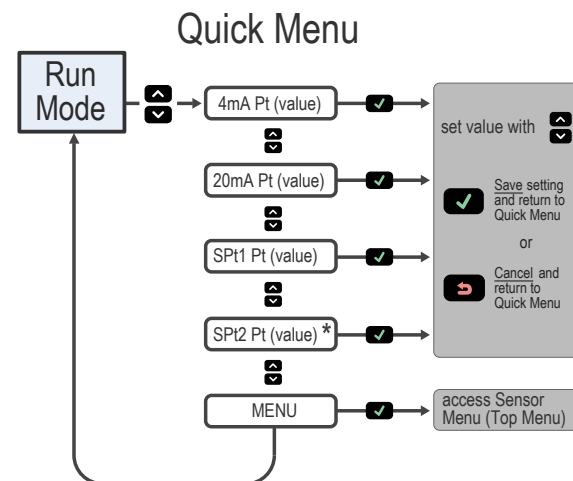 Quick Menu
Run
Mode
4mA Pt (value)
20mA Pt (value)
SPt1 Pt (value)
SPt2 Pt (value) *
MENU
set value with
Save setting
and return to
Quick Menu
or
Cancel and
return to
Quick Menu
access Sensor
Menu (Top Menu)